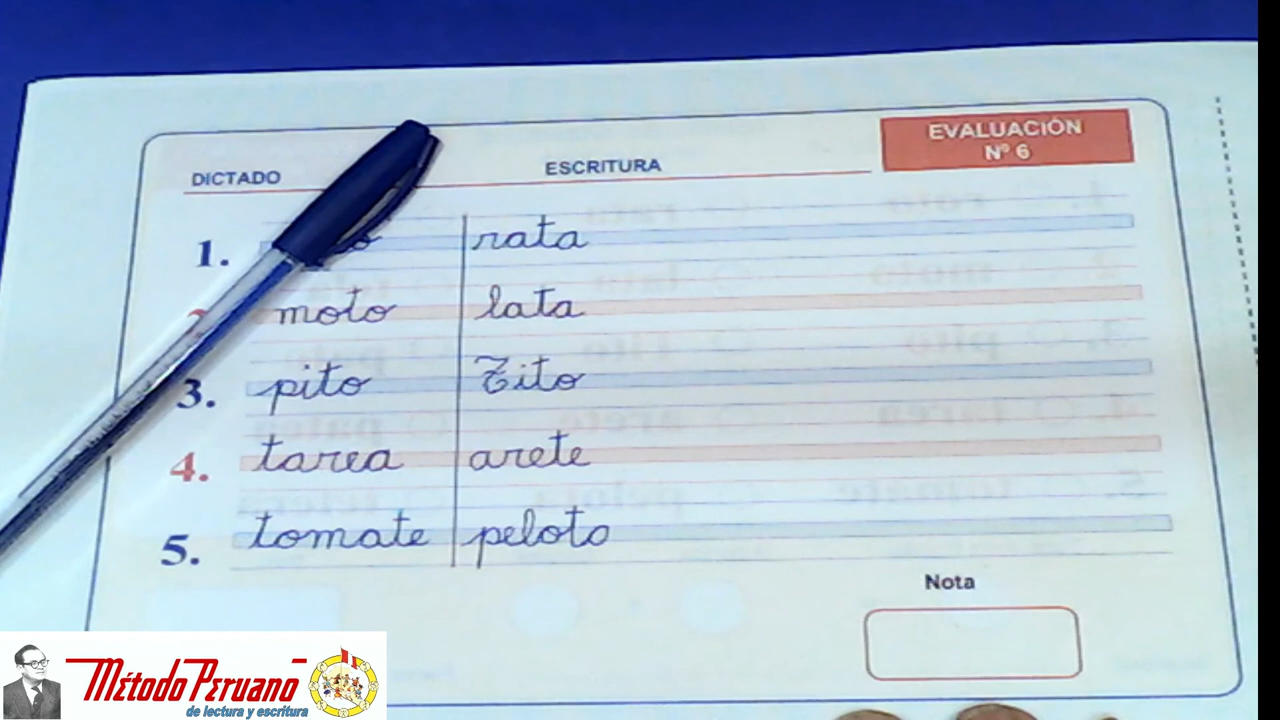 EVALUACIÓN
Nº 6
DICTADO ESCRITURA
1. rata
moto lata
3. pito Tito
4. tarea arete
5. tomate peloto
Nota
Método Peruano
de lectura y escritura